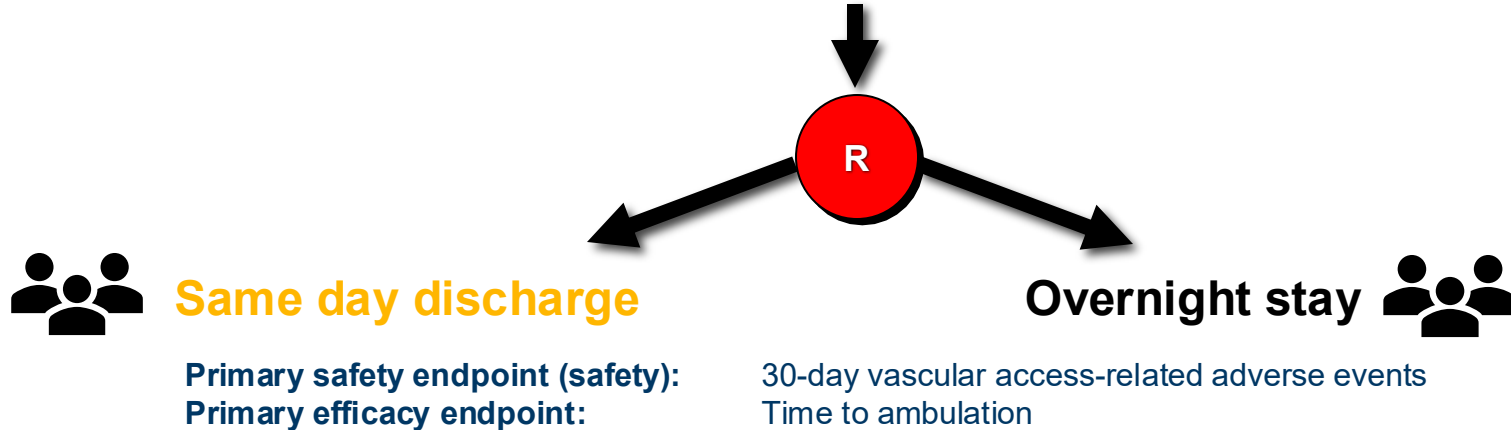 R
Same day discharge
Overnight stay
Primary safety endpoint (safety): 30-day vascular access-related adverse events
Primary efficacy endpoint: Time to ambulation